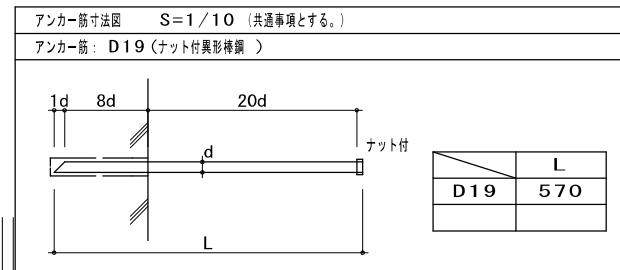 アンカー筋寸法図 S=1/10 (共通事項とする。)
アンカー筋: D19(ナット付異形棒鋼 )
1d 8d 20d
d
ナット付
L
L
D19 570